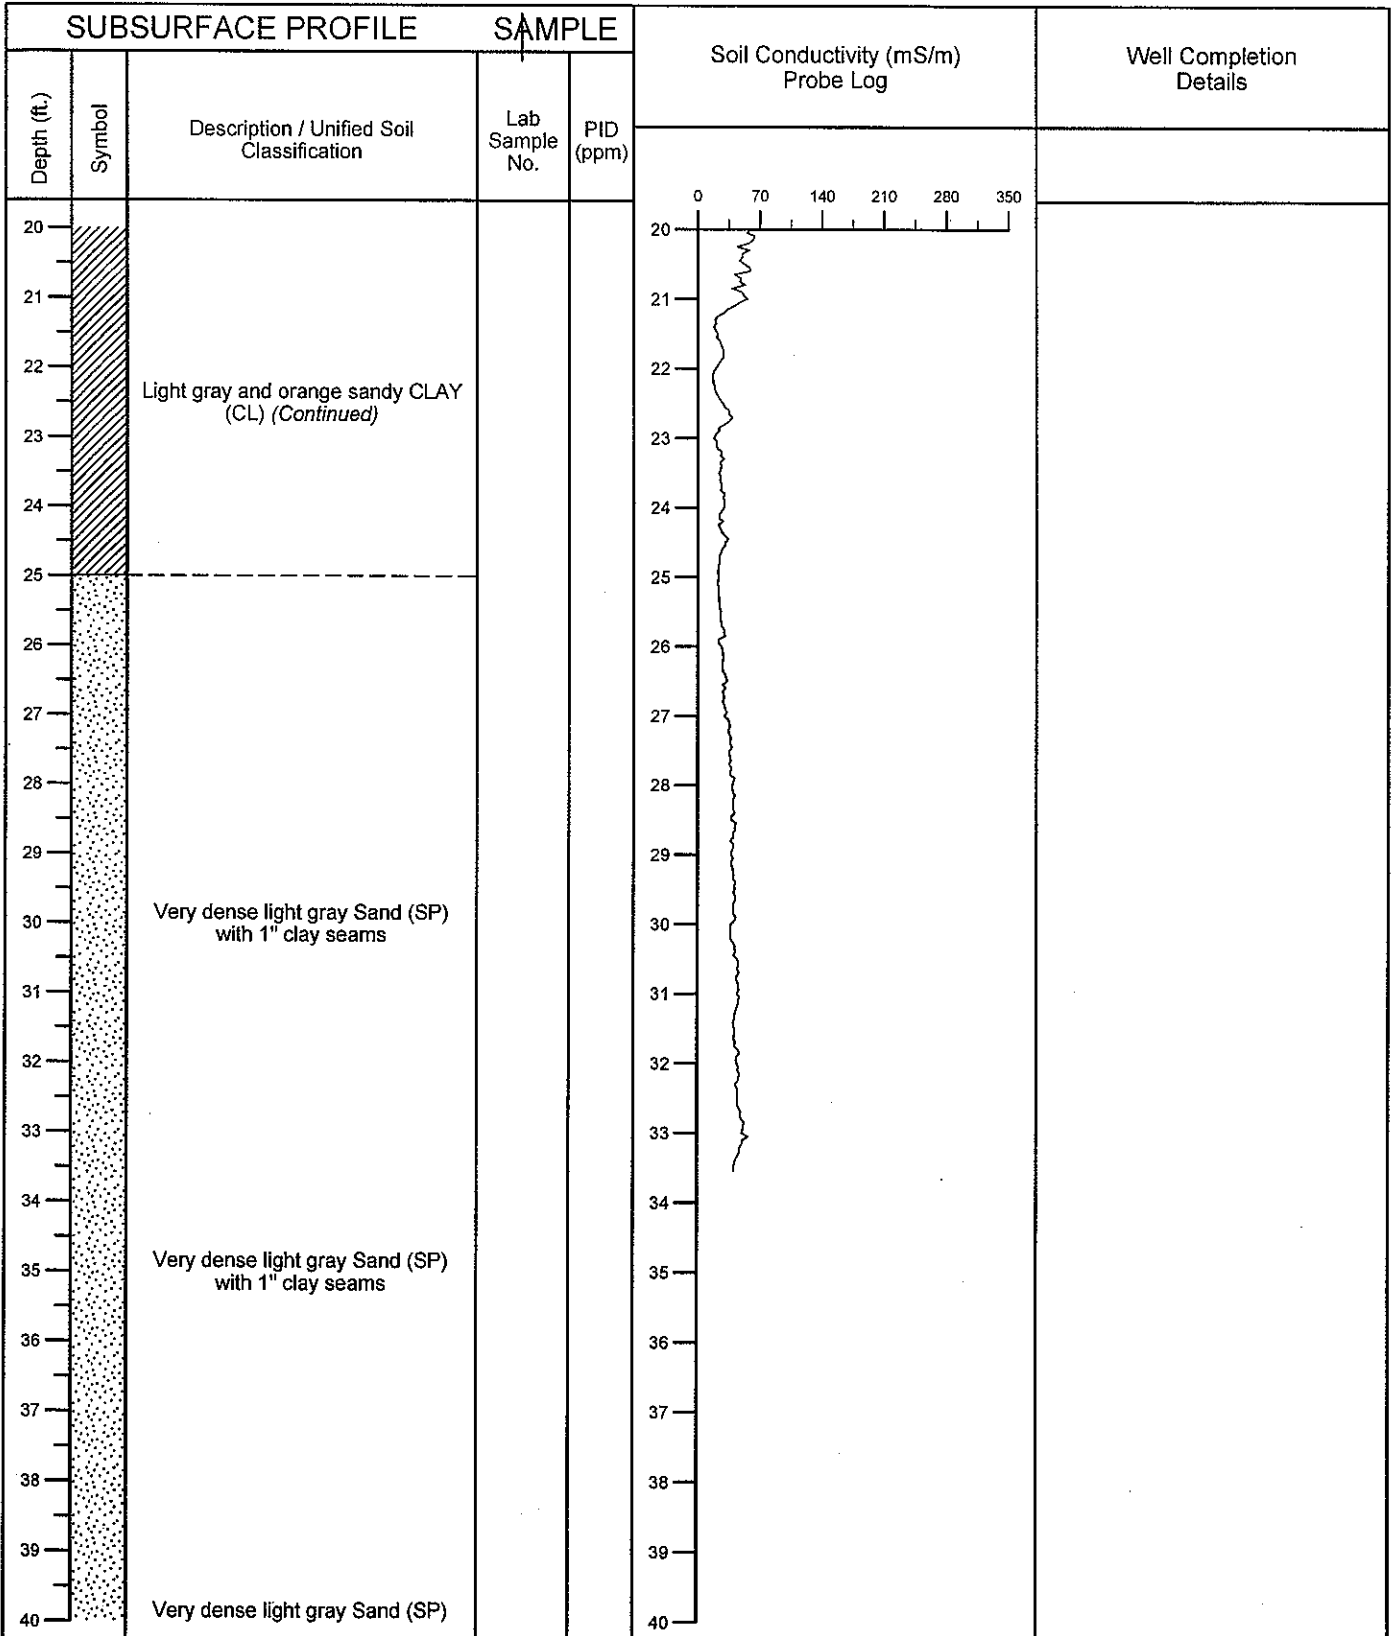 SUBSURFACE PROFILE
SAMPLE
Soil Conductivity (mS/m)
Probe Log
Well Completion
Details
Depth (ft.)
Symbol
Description / Unified Soil
Classification
Lab
Sample
No.
PID
(ppm)
0 70 140 210 280 350
20
21
22
23
24
25
26
27
28
29
30
31
32
33
34
35
36
37
38
39
40
Light gray and orange sandy CLAY
(CL) (Continued)
Very dense light gray Sand (SP)
with 1" clay seams
Very dense light gray Sand (SP)
with 1" clay seams
Very dense light gray Sand (SP)
20
21
22
23
24
25
26
27
28
29
30
31
32
33
34
35
36
37
38
39
40